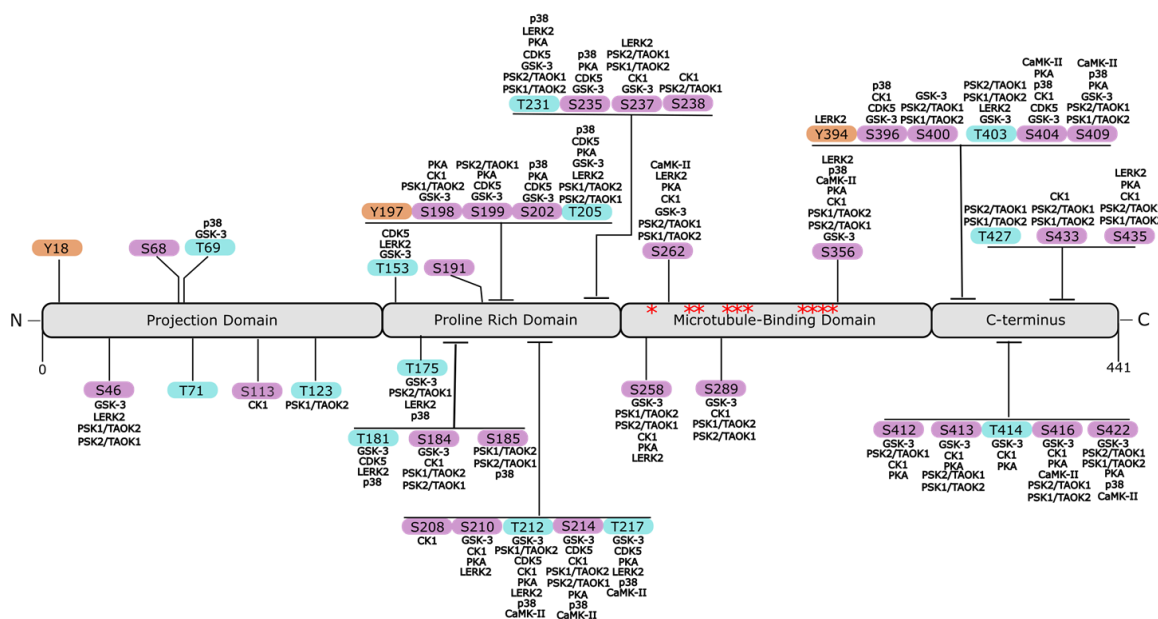 p38
LERK2
PKA
CDK5
GSK-3
PSK2/TAOK1
PSK1/TAOK2
T231
p38
PKA
CDK5
GSK-3
S235
LERK2
PSK2/TAOK1
PSK1/TAOK2
CK1
GSK-3
S237
CK1
PSK2/TAOK1
S238
LERK2
Y394
p38
CK1
CDK5
GSK-3
S396
GSK-3
PSK2/TAOK1
PSK1/TAOK2
S400
PSK2/TAOK1
PSK1/TAOK2
LERK2
GSK-3
T403
CaMK-II
PKA
p38
CK1
CDK5
GSK-3
S404
CaMK-II
p38
PKA
GSK-3
PSK2/TAOK1
PSK1/TAOK2
S409
Y197
PKA
CK1
PSK1/TAOK2
GSK-3
S198
PSK2/TAOK1
PKA
CDK5
GSK-3
S199
p38
PKA
CDK5
GSK-3
S202
p38
CDK5
PKA
GSK-3
LERK2
PSK1/TAOK1
PSK2/TAOK2
T205
CaMK-II
LERK2
PKA
CK1
GSK-3
PSK2/TAOK1
PSK1/TAOK2
S262
LERK2
p38
CaMK-II
PKA
CK1
PSK1/TAOK2
PSK2/TAOK1
GSK-3
S356
PSK2/TAOK1
PSK1/TAOK2
T427
CK1
PSK2/TAOK1
PSK1/TAOK2
S433
LERK2
PKA
CK1
PSK2/TAOK1
PSK1/TAOK2
S435
Y18
S68
p38
GSK-3
T69
CDK5
LERK2
GSK-3
T153
S191
N
Projection Domain
Proline Rich Domain
Microtubule-Binding Domain
* ** *** ****
C-terminus
C
0
441
S46
GSK-3
LERK2
PSK1/TAOK2
PSK2/TAOK1
T71
S113
CK1
T123
PSK1/TAOK2
T175
GSK-3
PSK2/TAOK1
LERK2
p38
S258
GSK-3
PSK1/TAOK2
PSK2/TAOK1
CK1
PKA
LERK2
S289
GSK-3
CK1
PSK1/TAOK2
PSK2/TAOK1
T181
GSK-3
CDK5
LERK2
p38
S184
GSK-3
CK1
PSK1/TAOK2
PSK2/TAOK1
S185
PSK1/TAOK2
PSK2/TAOK1
p38
S412
GSK-3
PSK2/TAOK1
CK1
PKA
S413
GSK-3
CK1
PKA
PSK2/TAOK1
PSK1/TAOK2
T414
GSK-3
CK1
PKA
S416
GSK-3
CK1
PKA
CaMK-II
PSK2/TAOK1
PSK1/TAOK2
S422
GSK-3
PSK2/TAOK1
PSK1/TAOK2
PKA
p38
CaMK-II
S208
CK1
S210
GSK-3
CK1
PKA
LERK2
T212
GSK-3
PSK1/TAOK2
CDK5
CK1
PKA
LERK2
p38
CaMK-II
S214
GSK-3
CDK5
CK1
PSK1/TAOK2
PSK2/TAOK1
PKA
p38
CaMK-II
T217
GSK-3
CDK5
PKA
LERK2
p38
CaMK-II